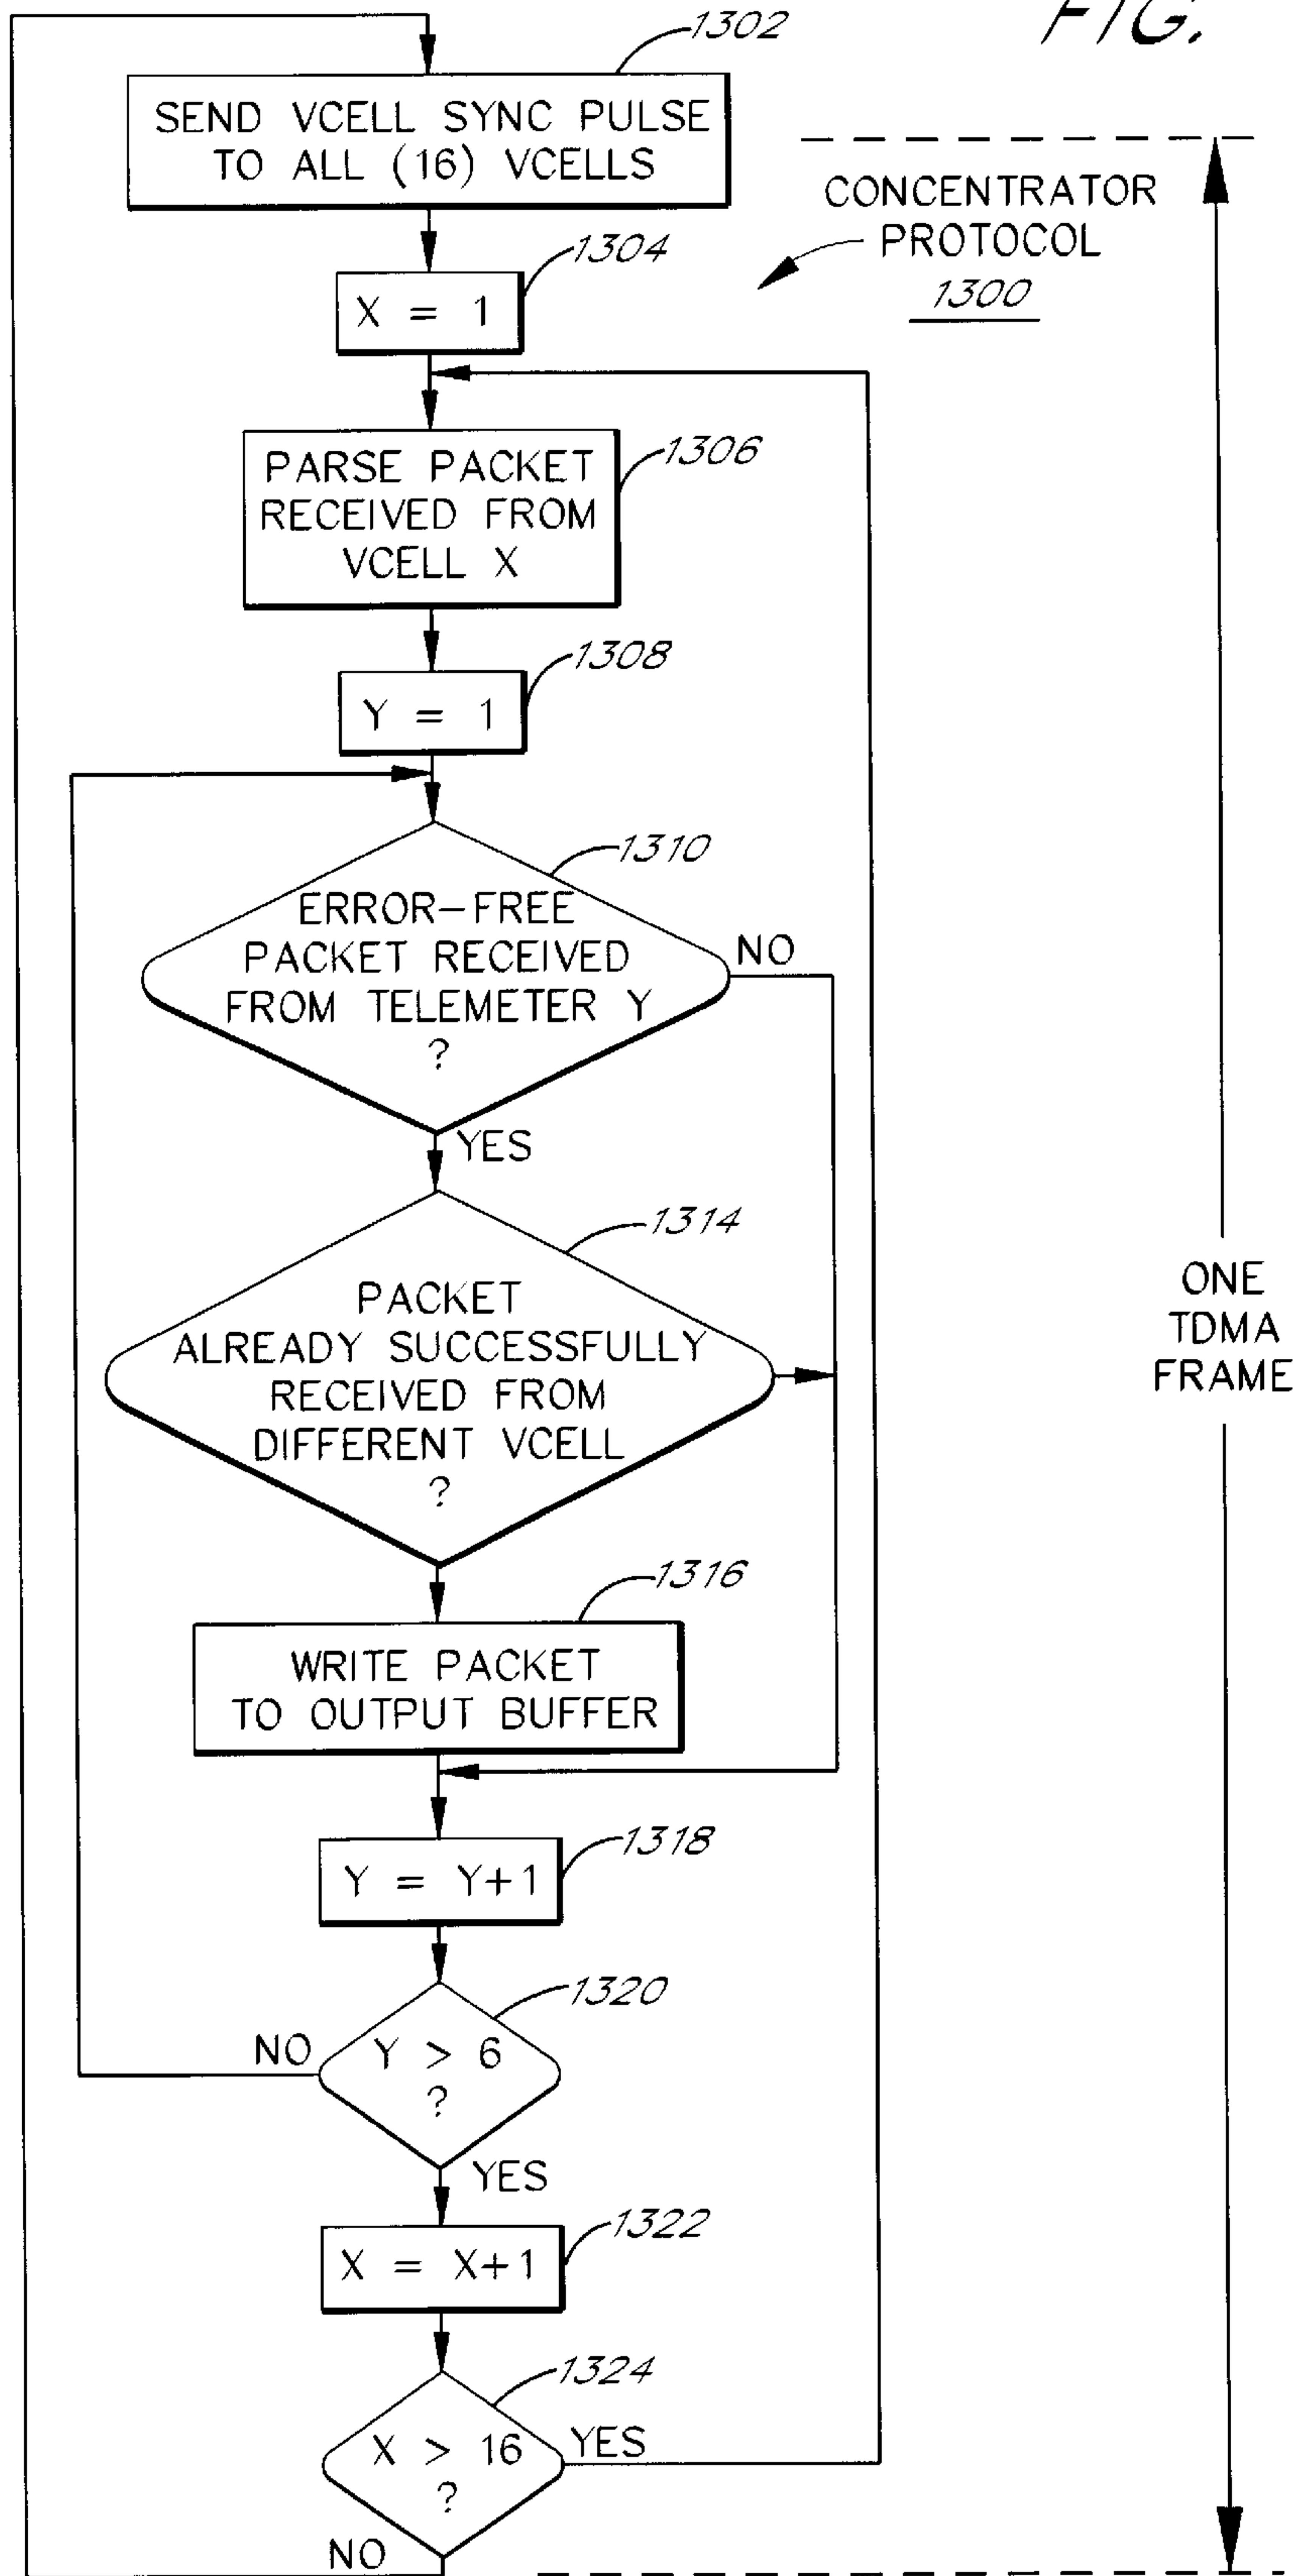 FIG.
1302
SEND VCELL SYNC PULSE
TO ALL (16) VCELLS
CONCENTRATOR
PROTOCOL
1300
1304
X = 1
1306
PARSE PACKET
RECEIVED FROM
VCELL X
1308
Y = 1
1310
ERROR-FREE
PACKET RECEIVED
FROM TELEMETER Y
?
NO
YES
1314
PACKET
ALREADY SUCCESSFULLY
RECEIVED FROM
DIFFERENT VCELL
?
ONE
TDMA
FRAME
1316
WRITE PACKET
TO OUTPUT BUFFER
1318
Y = Y+1
1320
Y > 6
?
NO
YES
1322
X = X+1
1324
X > 16
?
YES
NO